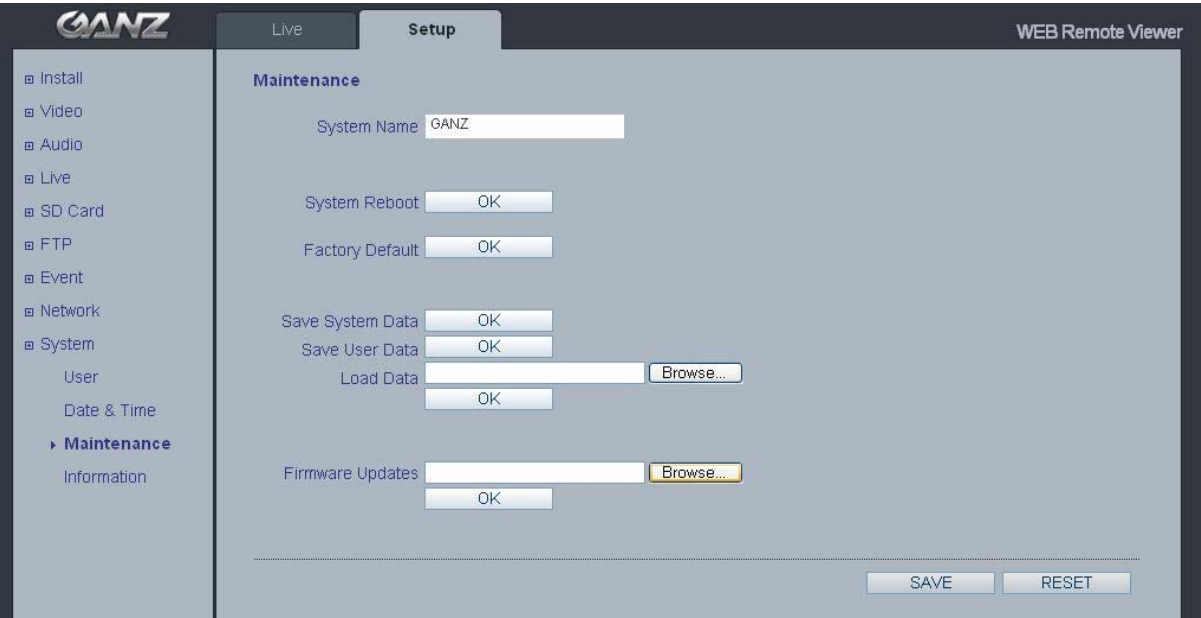 GANZ
Live
Setup
WEB Remote Viewer
Install
Video
Audio
Live
SD Card
FTP
Event
Network
System
User
Date & Time
Maintenance
Information
Maintenance
System Name GANZ
System Reboot OK
Factory Default OK
Save System Data OK
Save User Data OK
Load Data Browse...
OK
Firmware Updates Browse...
OK
SAVE RESET